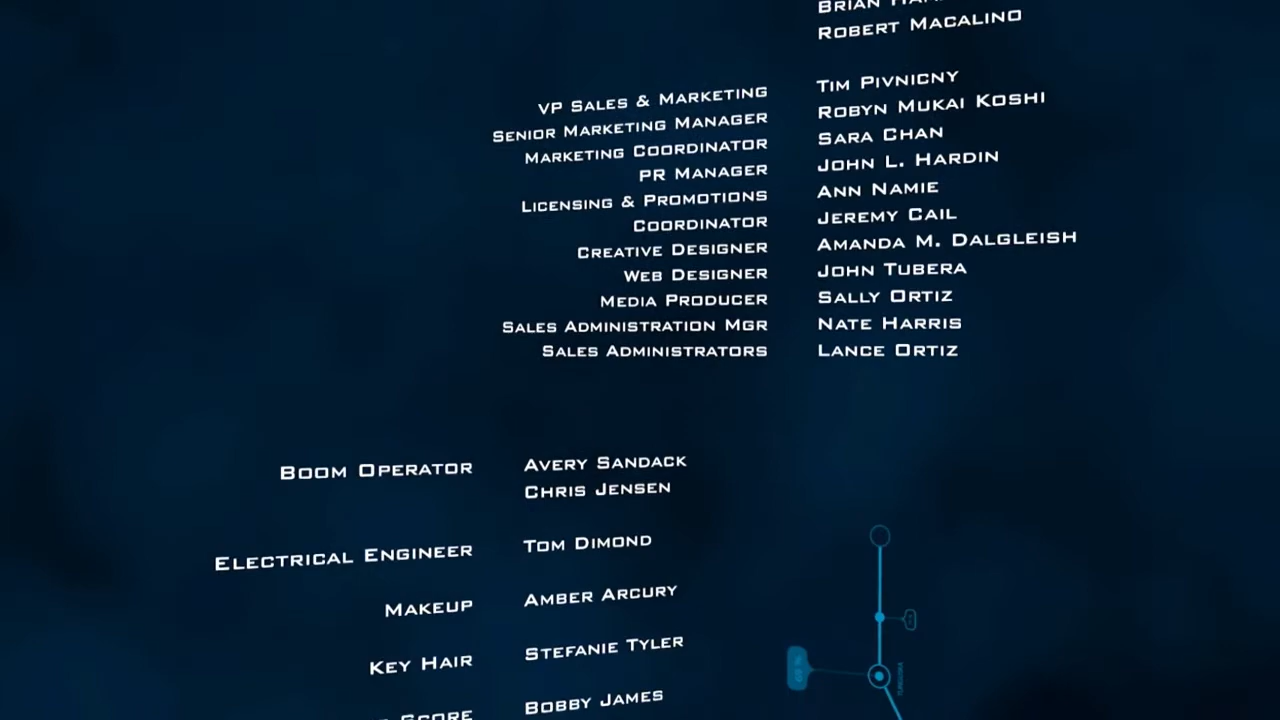 BRIAN
ROBERT MACALINO
VP SALES & MARKETING TIM PIVNICNY
SENIOR MARKETING MANAGER ROBYN MUKAI KOSHI
MARKETING COORDINATOR SARA CHAN
PR MANAGER JOHN L. HARDIN
LICENSING & PROMOTIONS ANN NAMIE
COORDINATOR JEREMY CAIL
CREATIVE DESIGNER AMANDA M. DALGLEISH
WEB DESIGNER JOHN TUBERA
MEDIA PRODUCER SALLY ORTIZ
SALES ADMINISTRATION MGR NATE HARRIS
SALES ADMINISTRATORS LANCE ORTIZ
BOOM OPERATOR AVERY SANDACK
CHRIS JENSEN
ELECTRICAL ENGINEER TOM DIMOND
MAKEUP AMBER ARCURY
KEY HAIR STEFANIE TYLER
SCORE BOBBY JAMES